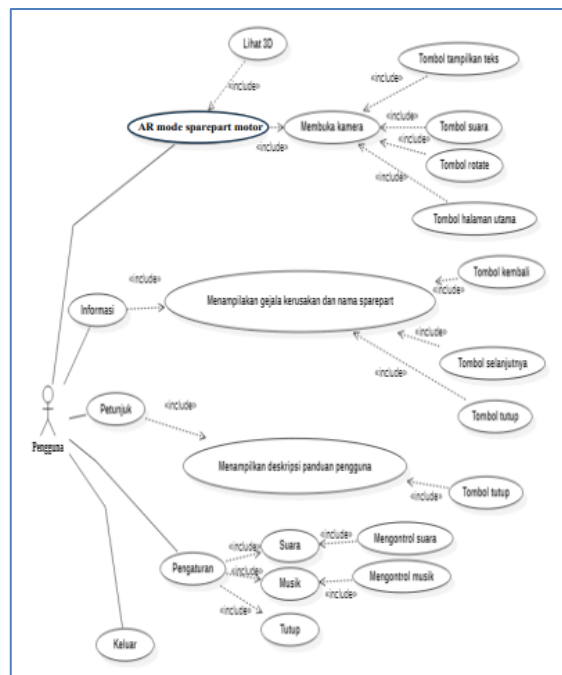 Lihat 3D
Tombol tampilkan teks
«include»
«include»
AR mode sparepart motor
Membuka kamera
«include»
Tombol suara
«include»
«include»
Tombol rotate
«include»
Tombol halaman utama
Tombol kembali
«include»
«include»
Informasi
Menampilakan gejala kerusakan dan nama sparepart
«include»
Tombol selanjutnya
«include»
Petunjuk
«include»
Tombol tutup
Pengguna
Menampilkan deskripsi panduan pengguna
«include»
Tombol tutup
Suara
«include»
Mengontrol suara
«include»
Pengaturan
«include»
Musik
Mengontrol musik
«include»
«include»
Tutup
Keluar